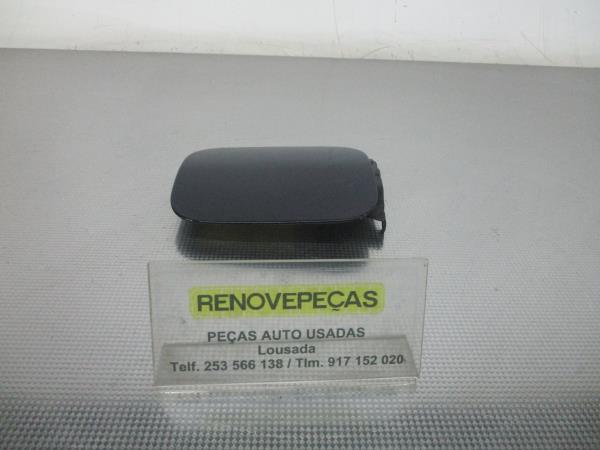 RENOVEPEÇAS
PEÇAS AUTO USADAS
Lousada
Telf. 253 566 138 / Tlm. 917 152 020